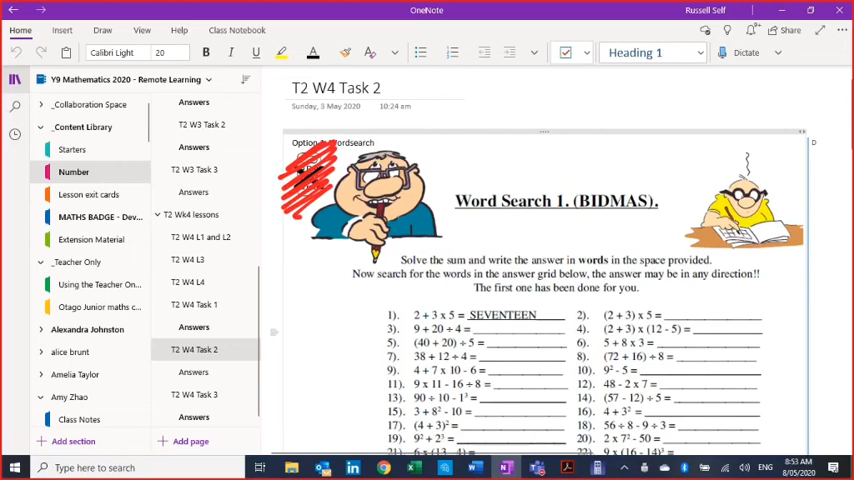 OneNote
Russell Self
Home
Insert
Draw
View
Help
Class Notebook
Share
Calibri Light
20
B
I
U
A
Heading 1
Dictate
Y9 Mathematics 2020 - Remote Learning
_Collaboration Space
_Content Library
Starters
Number
Lesson exit cards
MATHS BADGE - Dev...
Extension Material
_Teacher Only
Using the Teacher On...
Otago Junior maths c...
Alexandra Johnston
alice brunt
Amelia Taylor
Amy Zhao
Class Notes
Add section
Answers
T2 W3 Task 2
Answers
T2 W3 Task 3
Answers
T2 Wk4 lessons
T2 W4 L1 and L2
T2 W4 L3
T2 W4 L4
T2 W4 Task 1
Answers
T2 W4 Task 2
Answers
T2 W4 Task 3
Answers
Add page
T2 W4 Task 2
Sunday, 3 May 2020 10:24 am
Word Search 1. (BIDMAS).
Solve the sum and write the answer in words in the space provided.
Now search for the words in the answer grid below, the answer may be in any direction!!
The first one has been done for you.
1). 2 + 3 x 5 = SEVENTEEN 2). (2 + 3) x 5 =
3). 9 + 20 ÷ 4 = 4). (2 + 3) x (12 - 5) =
5). (40 + 20) ÷ 5 = 6). 5 + 8 x 3 =
7). 38 + 12 ÷ 4 = 8). (72 + 16) ÷ 8 =
9). 4 + 7 x 10 - 6 = 10). 9² - 5 =
11). 9 x 11 - 16 ÷ 8 = 12). 48 - 2 x 7 =
13). 90 ÷ 10 - 1³ = 14). (57 - 12) ÷ 5 =
15). 3 + 8² - 10 = 16). 4 + 3² =
17). (4 + 3)² = 18). 56 ÷ 8 - 9 ÷ 3 =
19). 9² + 2³ = 20). 2 x 7² - 50 =
21). 6 x (13 - 4) = 22). 9 x (16 - 14)³ =
Type here to search
ENG
8:53 AM
8/05/2020